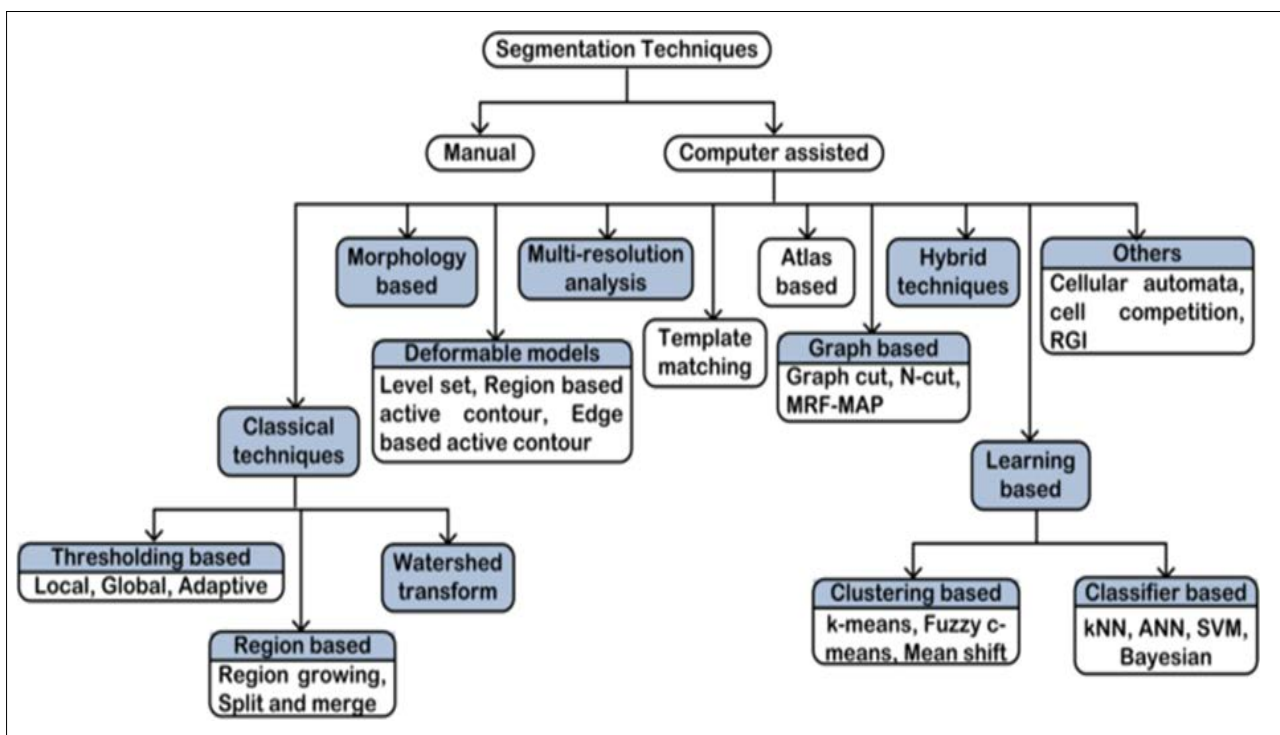 Segmentation Techniques
Manual
Computer assisted
Morphology
based
Multi-resolution
analysis
Atlas
based
Hybrid
techniques
Others
Cellular automata,
cell competition,
RGI
Template
matching
Deformable models
Level set, Region based
active contour, Edge
based active contour
Graph based
Graph cut, N-cut,
MRF-MAP
Classical
techniques
Learning
based
Thresholding based
Local, Global, Adaptive
Watershed
transform
Region based
Region growing,
Split and merge
Clustering based
k-means, Fuzzy c-
means, Mean shift
Classifier based
kNN, ANN, SVM,
Bayesian